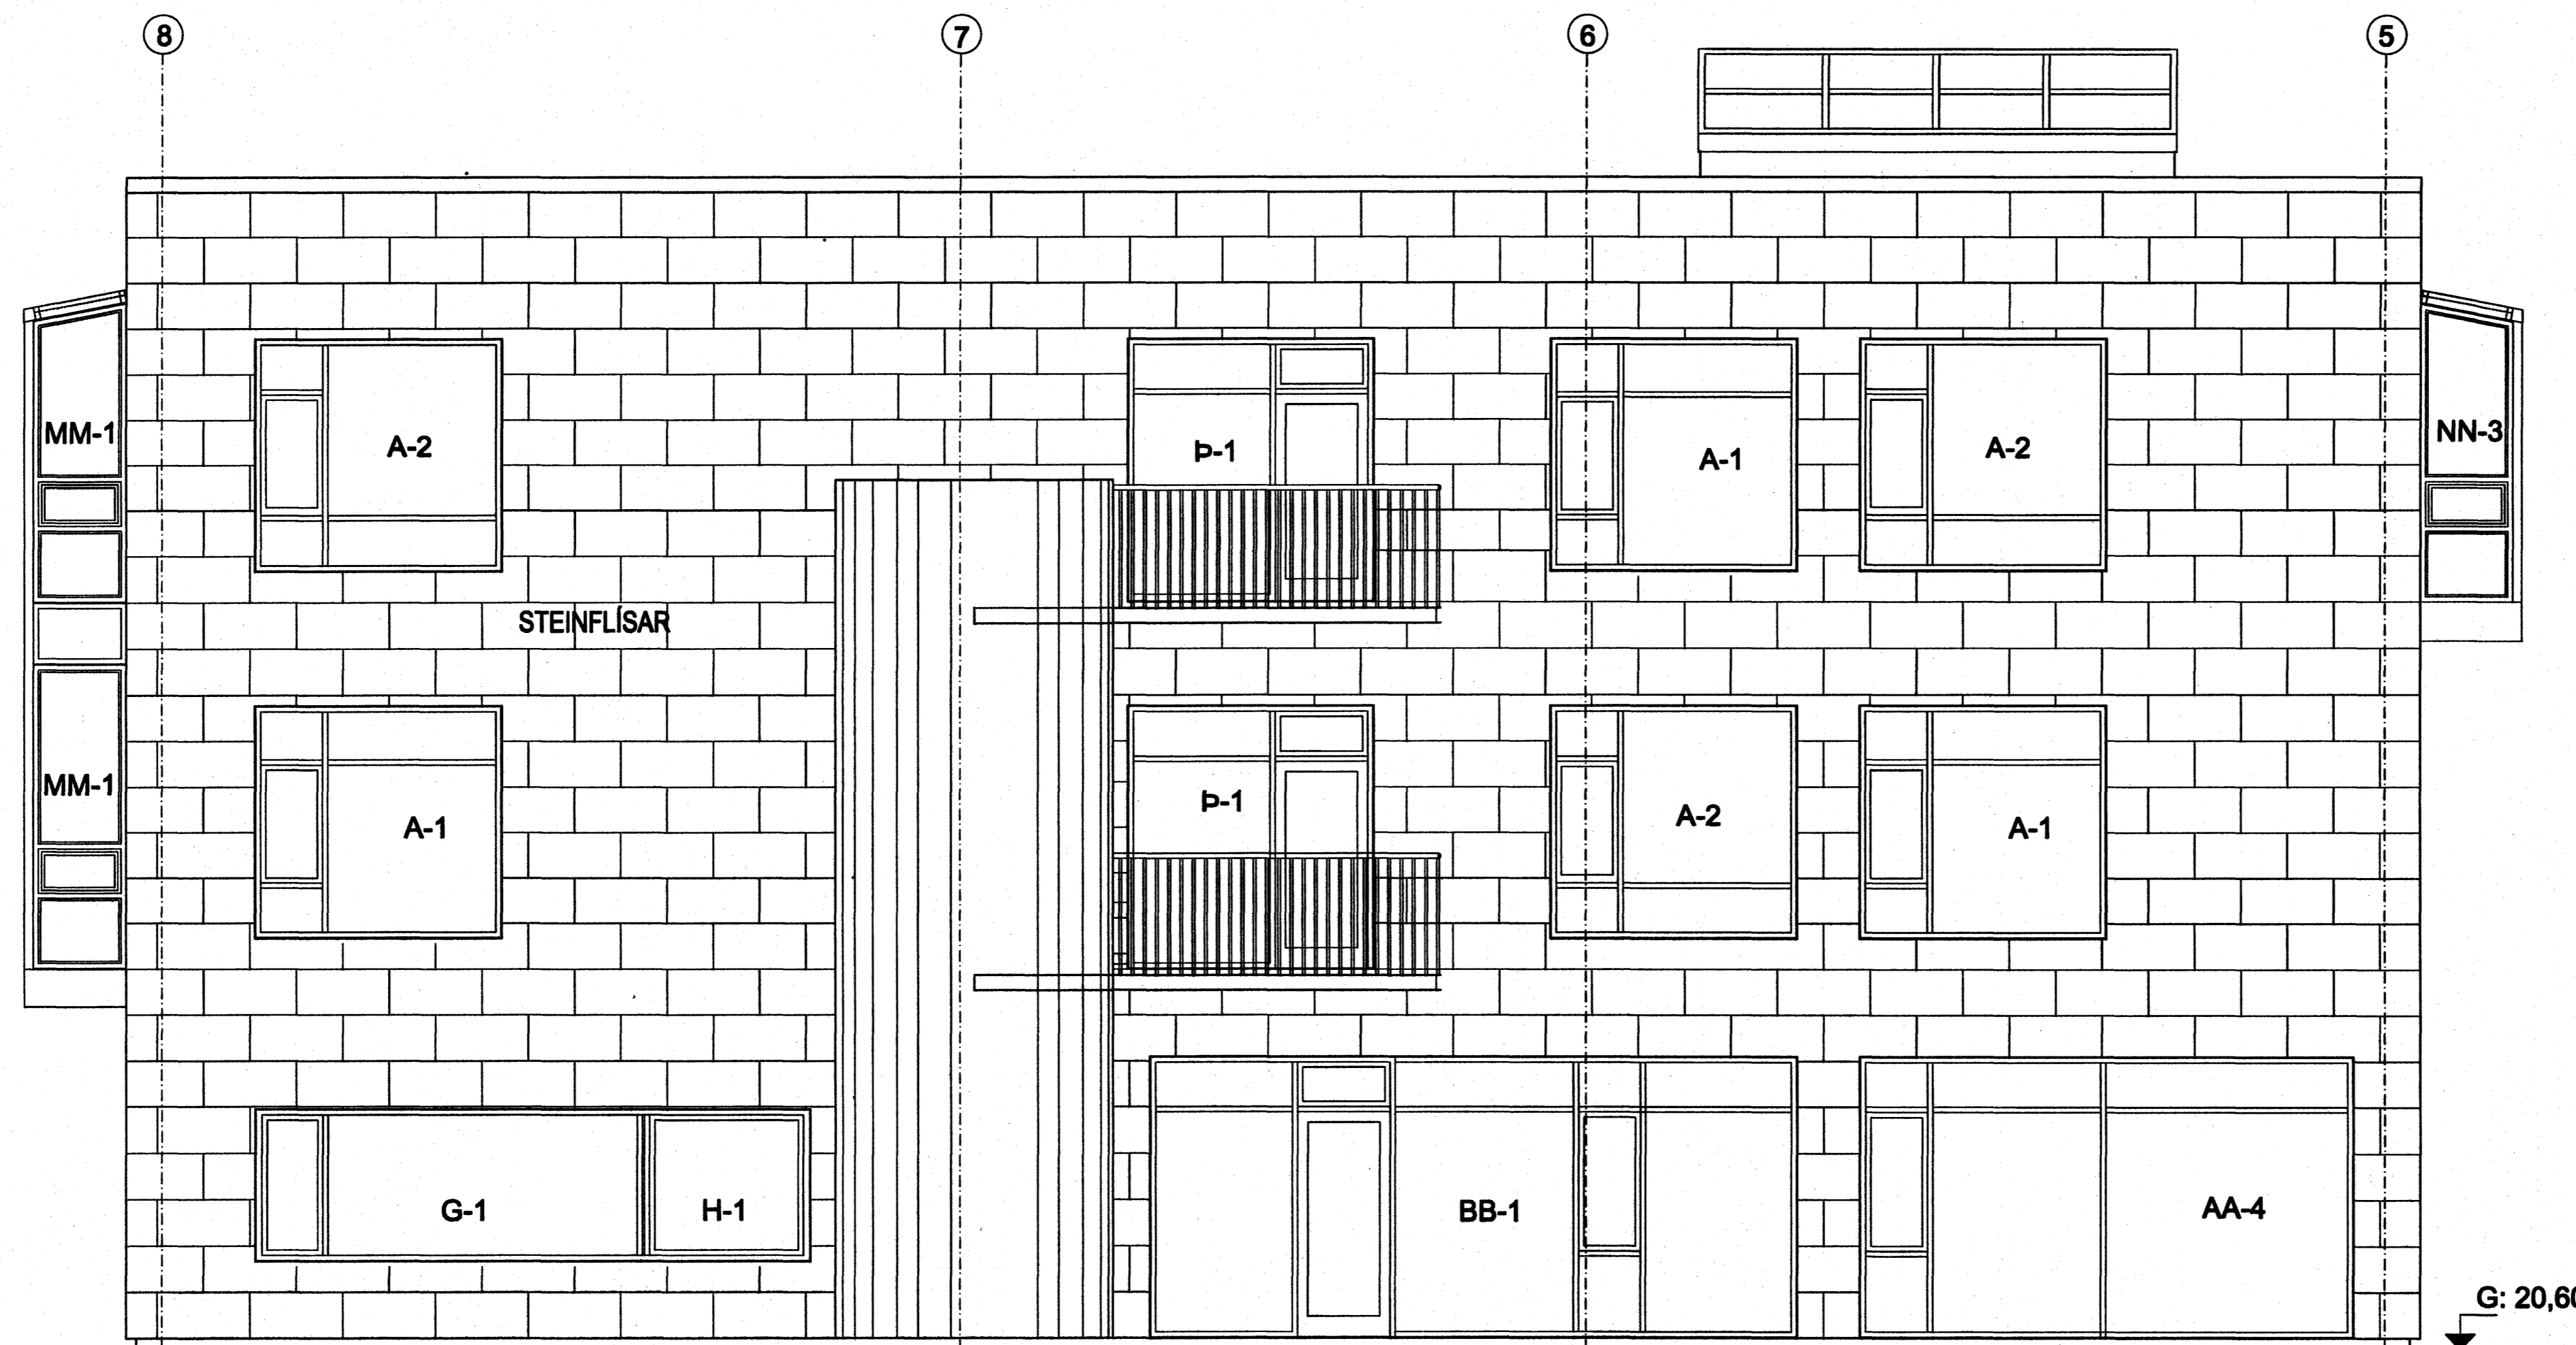 8 7 6 5
MM-1 A-2 Þ-1 A-1 A-2 NN-3
STEINFLÍSAR
MM-1 A-1 Þ-1 A-2 A-1
G-1 H-1 BB-1 AA-4
G: 20,60